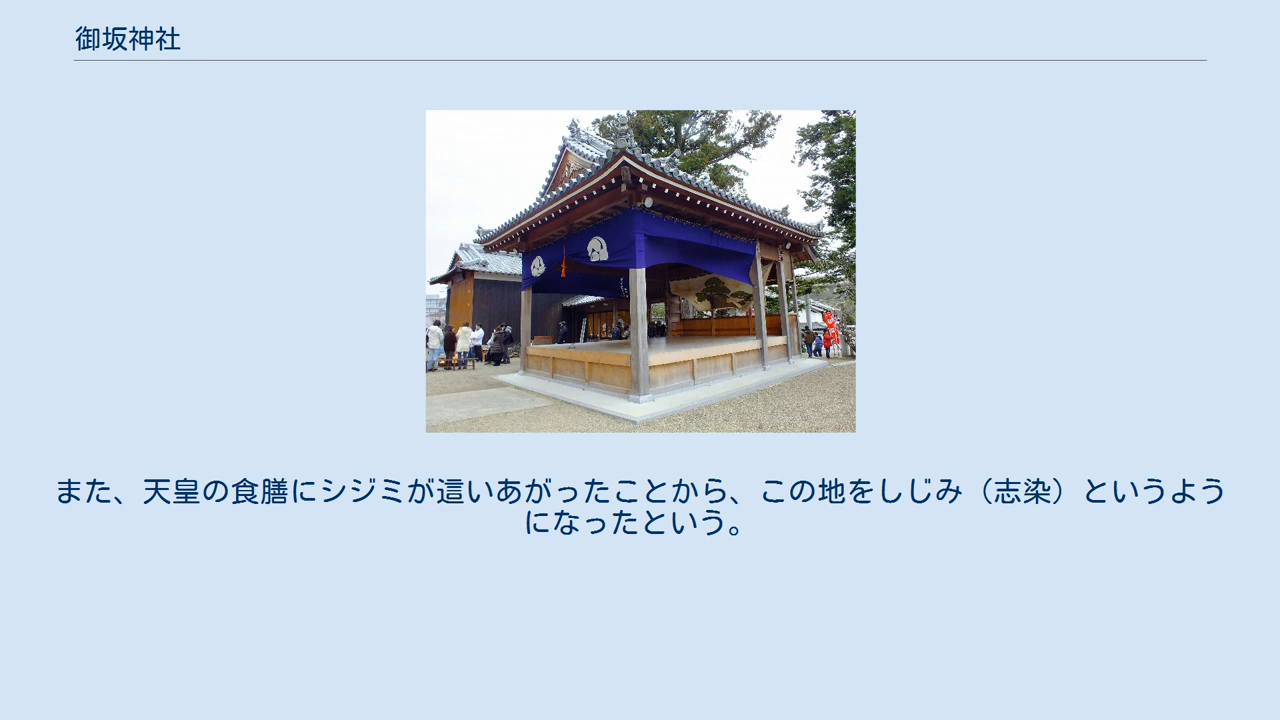 御坂神社
また、天皇の食膳にシジミが這いあがったことから、この地をしじみ（志染）というよう
になったという。